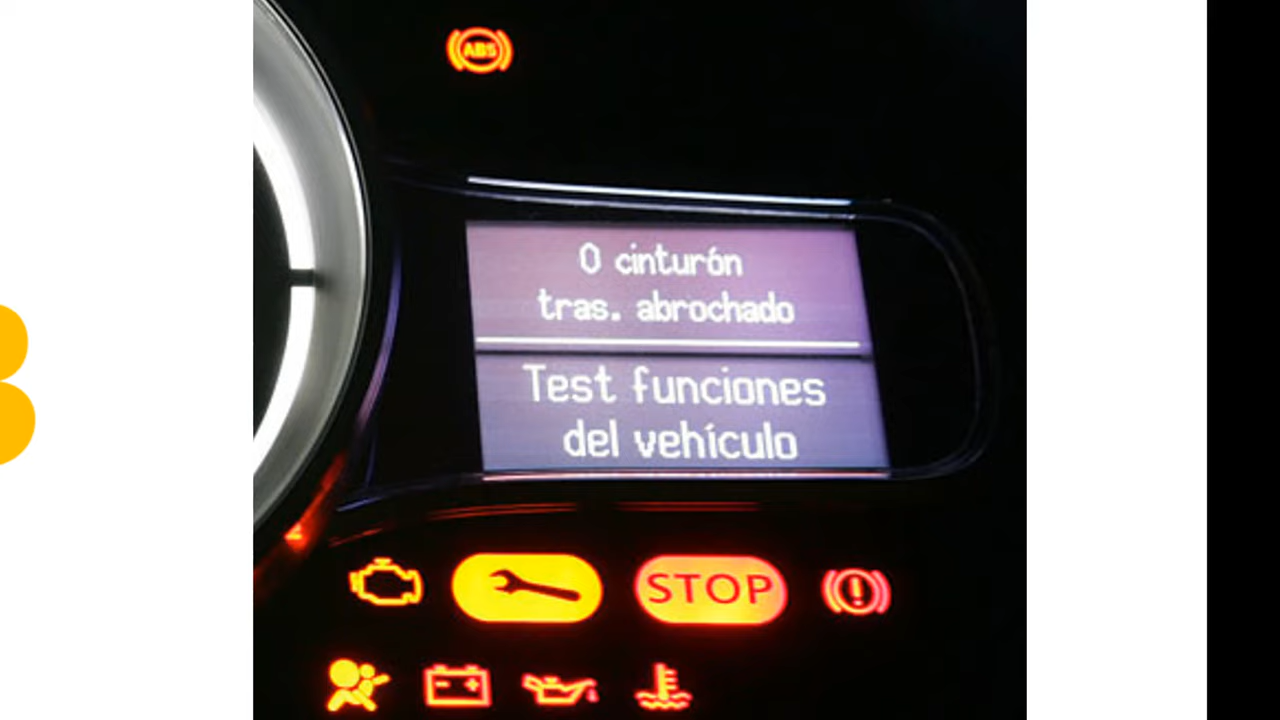 ABS
0 cinturón
tras. abrochado
Test funciones
del vehículo
STOP